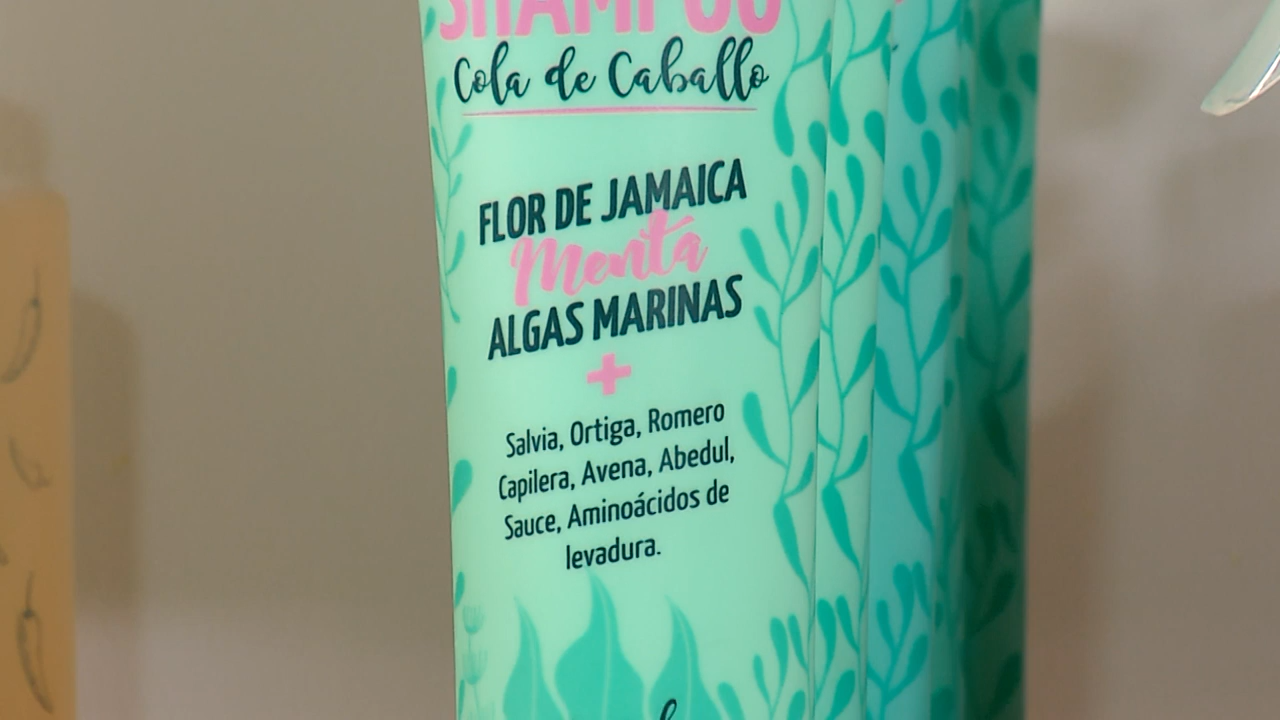 SHAMPOO
Cola de Caballo
FLOR DE JAMAICA
Menta
ALGAS MARINAS
+
Salvia, Ortiga, Romero
Capilera, Avena, Abedul,
Sauce, Aminoácidos de
levadura.